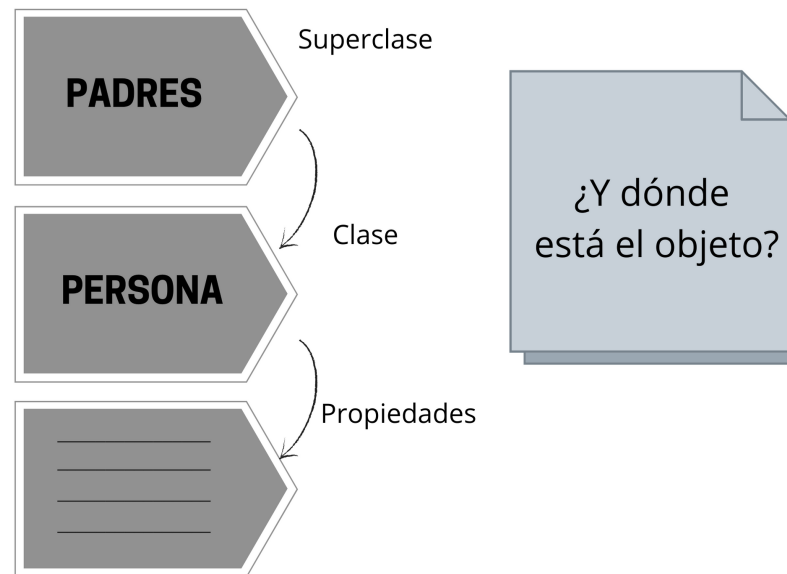 Superclase
PADRES
Clase
PERSONA
Propiedades
¿Y dónde
está el objeto?